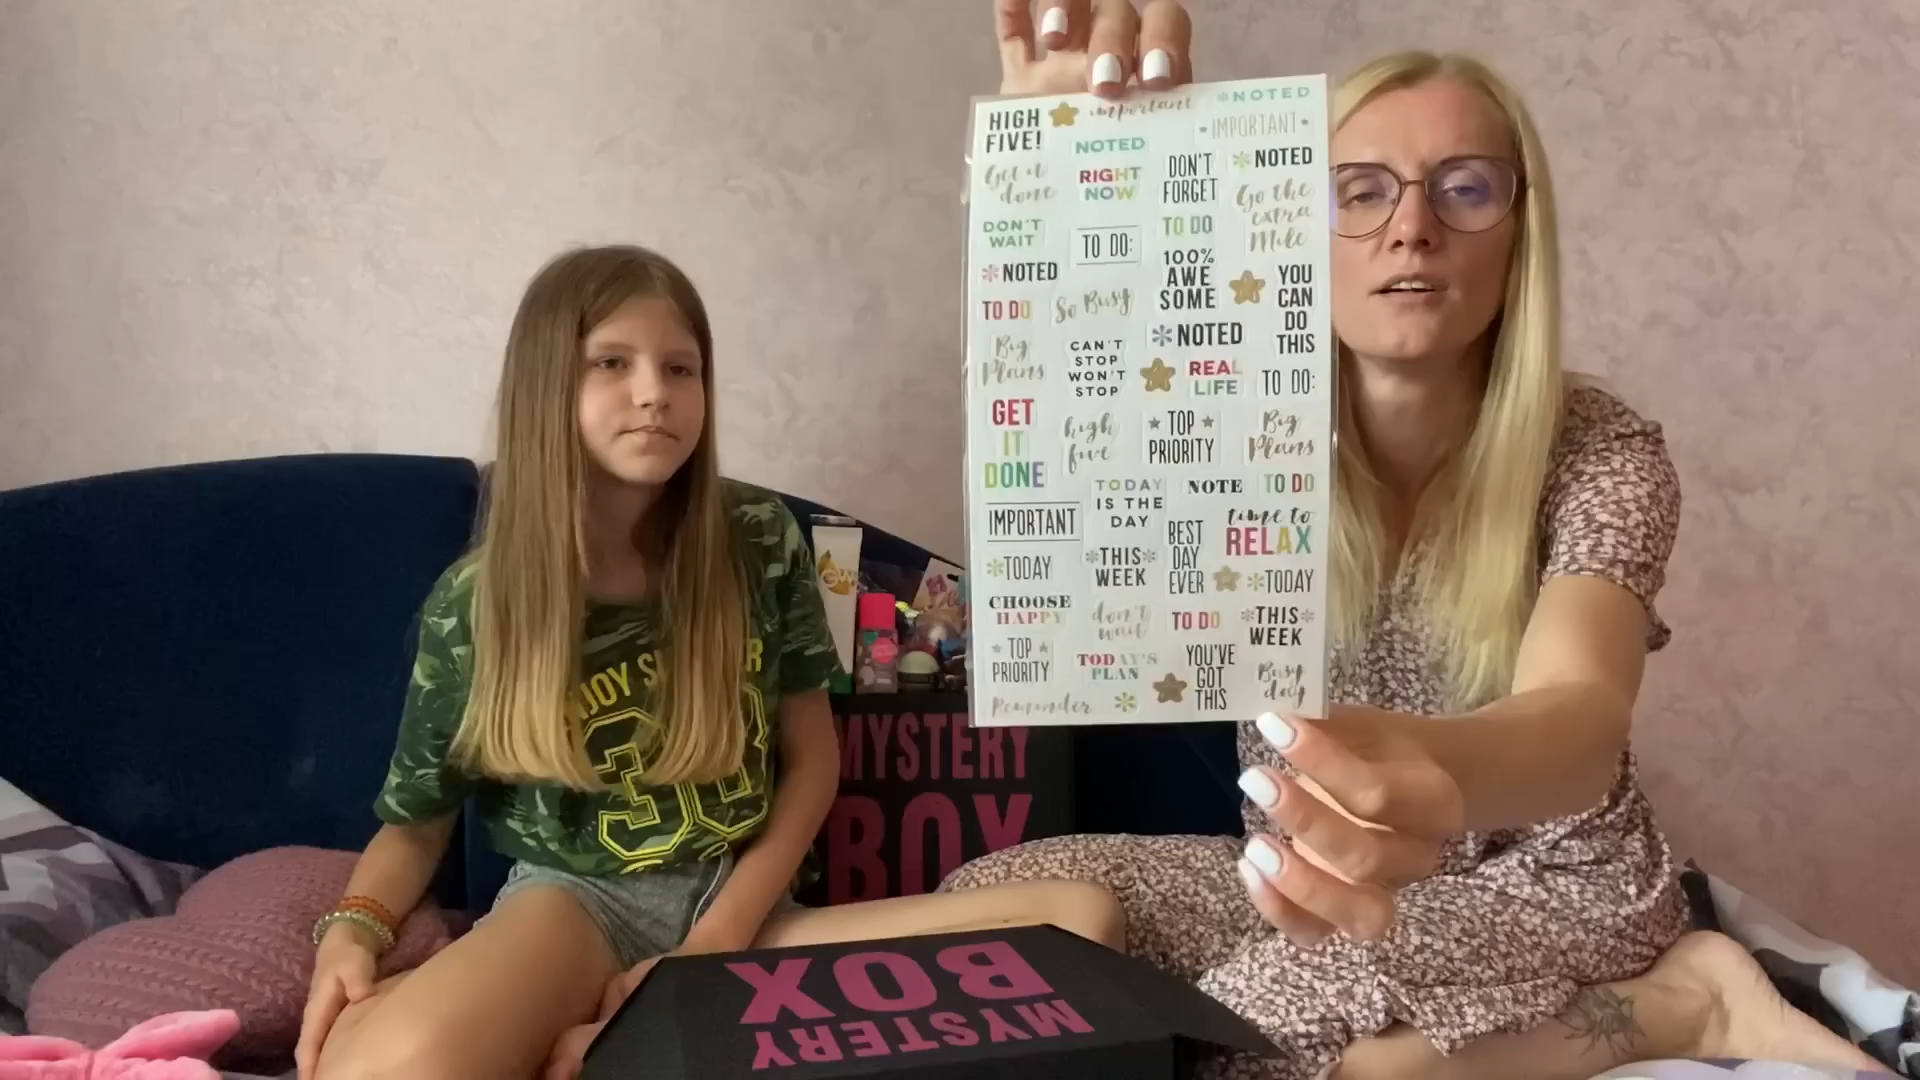 HIGH
FIVE!
important
*NOTED
*IMPORTANT*
NOTED
Get it
done
RIGHT
NOW
DON'T
FORGET
*NOTED
Go the
extra
Mile
DON'T
WAIT
TO DO:
TO DO
*NOTED
100%
AWE
SOME
YOU
CAN
DO
THIS
TO DO
So Busy
*NOTED
Big
Plans
CAN'T
STOP
WON'T
STOP
REAL
LIFE
TO DO:
GET
IT
DONE
high
five
*TOP*
PRIORITY
Big
Plans
TODAY
IS THE
DAY
NOTE
TO DO
IMPORTANT
BEST
DAY
EVER
time to
RELAX
*TODAY
*THIS*
WEEK
*TODAY
CHOOSE
HAPPY
don't
wait
TO DO
*THIS*
WEEK
*TOP*
PRIORITY
TODAY'S
PLAN
YOU'VE
GOT
THIS
Busy
day
Reminder
MYSTERY
BOX
MYSTERY
BOX